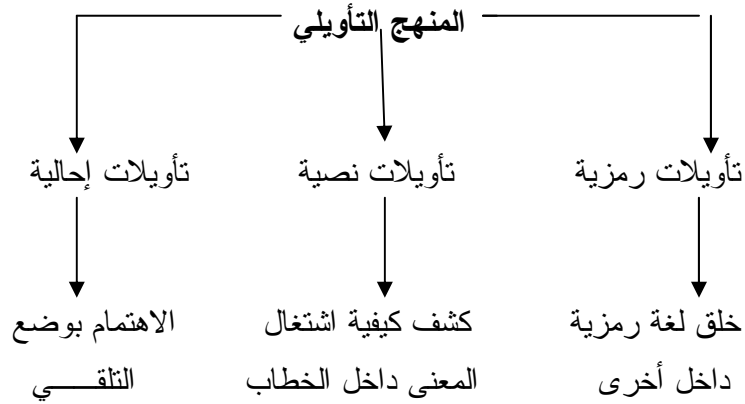 المنهج التأويلي
تأويلات رمزية
تأويلات نصية
تأويلات إحالية
خلق لغة رمزية
داخل أخرى
كشف كيفية اشتغال
المعنى داخل الخطاب
الاهتمام بوضع
التلقـــــي